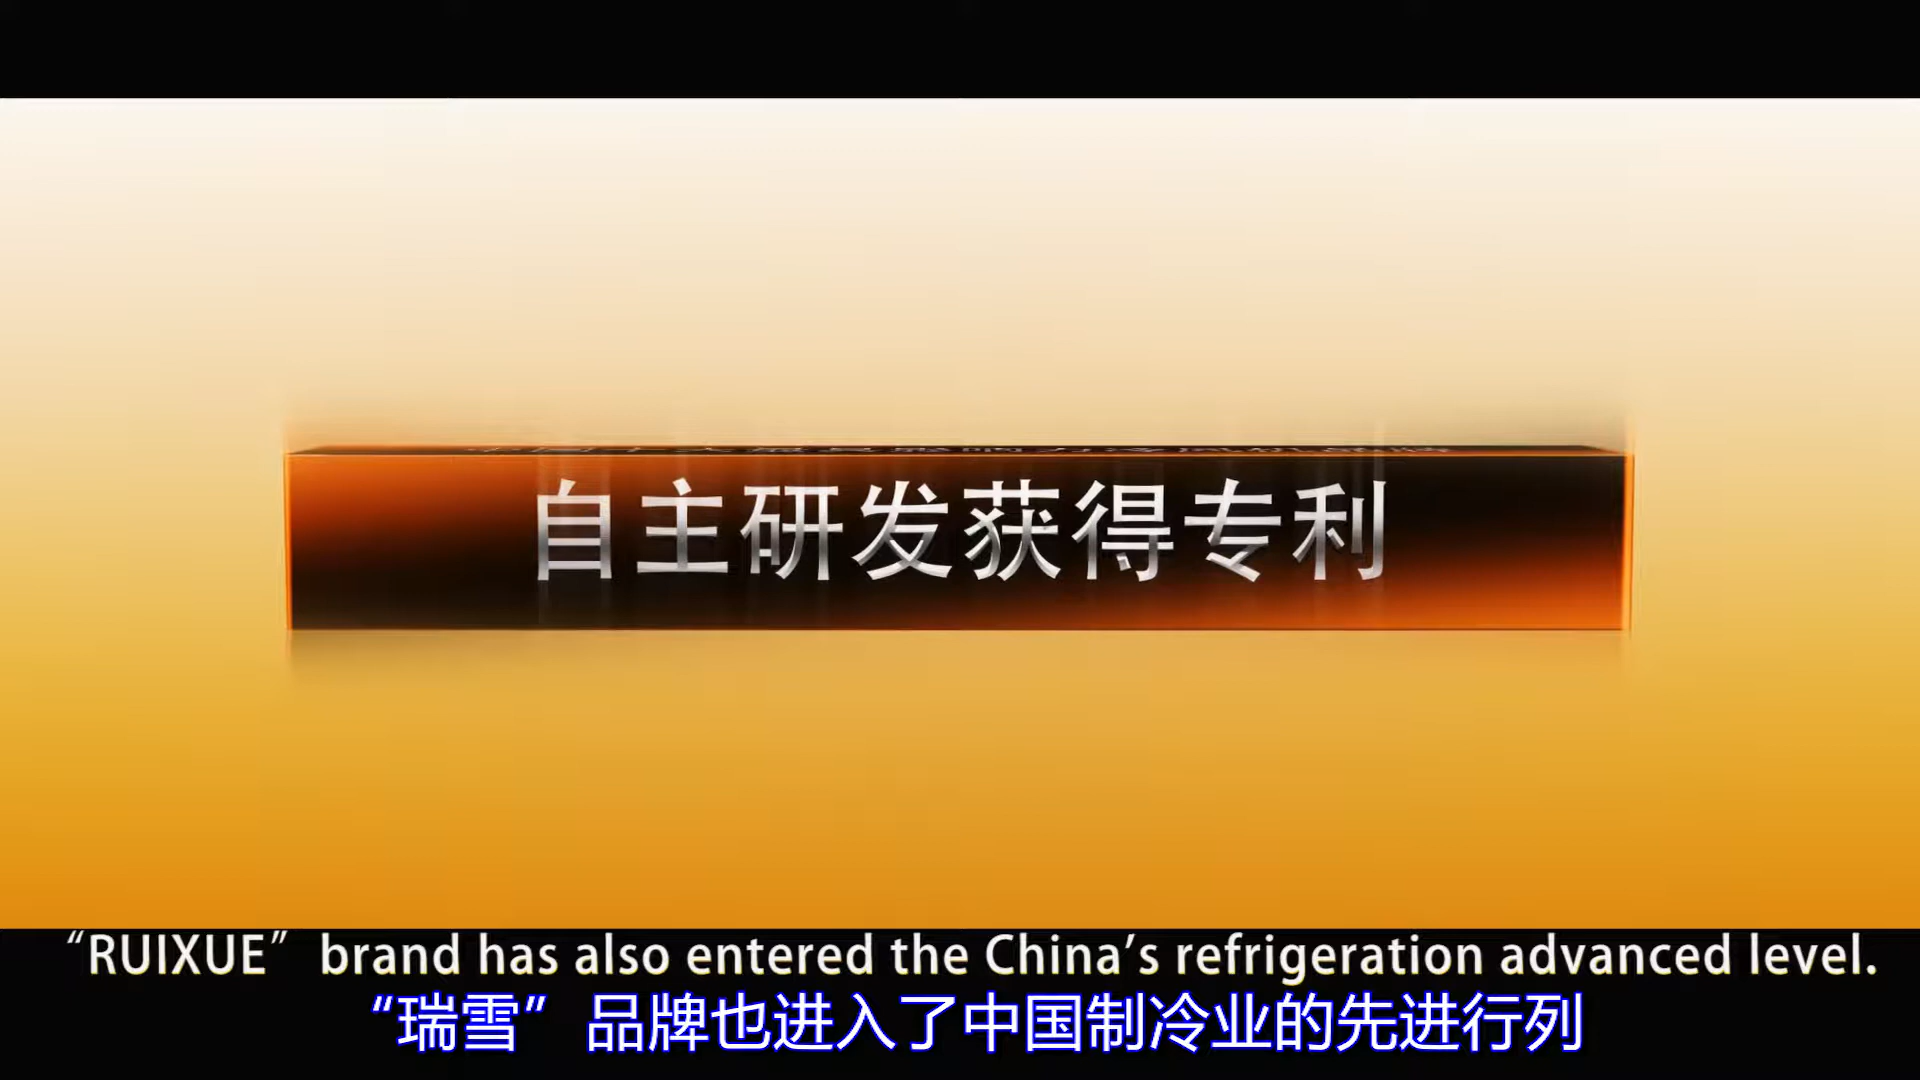 自主研发获得专利
“RUIXUE” brand has also entered the China’s refrigeration advanced level.
“瑞雪”品牌也进入了中国制冷业的先进行列